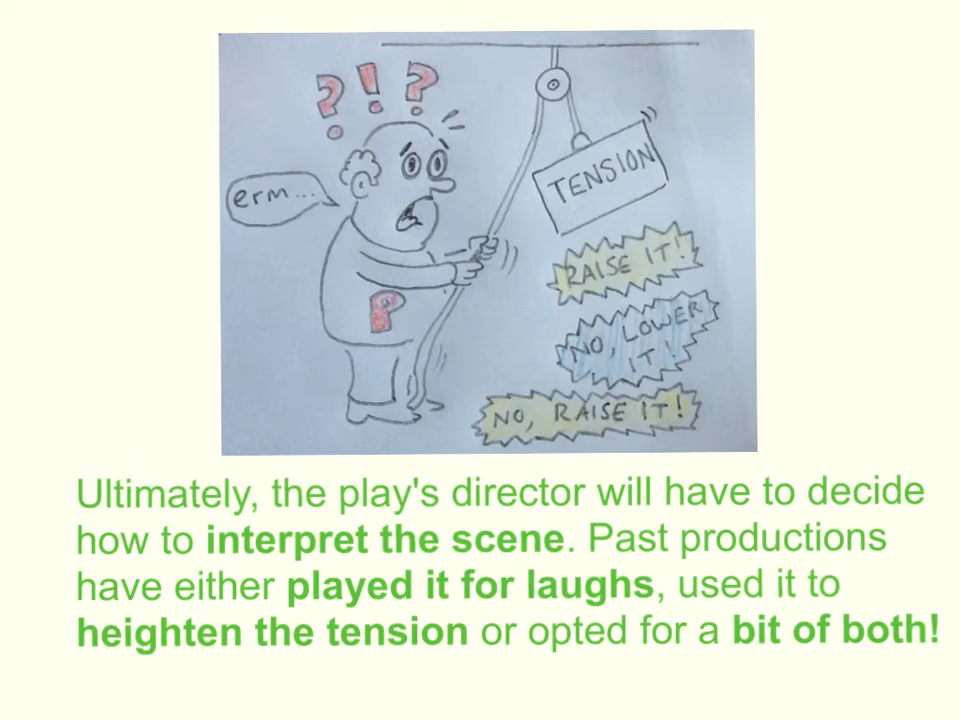 ? ! ?
erm...
TENSION
RAISE IT!
NO, LOWER
IT!
NO, RAISE IT!
P
Ultimately, the play's director will have to decide
how to interpret the scene. Past productions
have either played it for laughs, used it to
heighten the tension or opted for a bit of both!